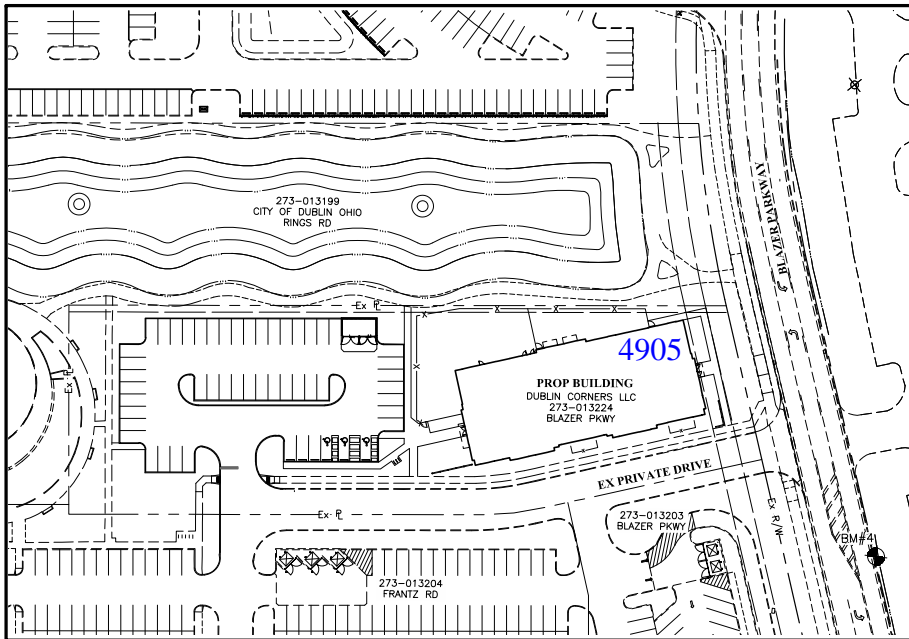 273-013199
CITY OF DUBLIN OHIO
RINGS RD
BLAZER PARKWAY
Ex ⅊
Ex ⅊
4905
PROP BUILDING
DUBLIN CORNERS LLC
273-013224
BLAZER PKWY
EX PRIVATE DRIVE
Ex ⅊
273-013203
BLAZER PKWY
Ex R/W
BM#4
273-013204
FRANTZ RD